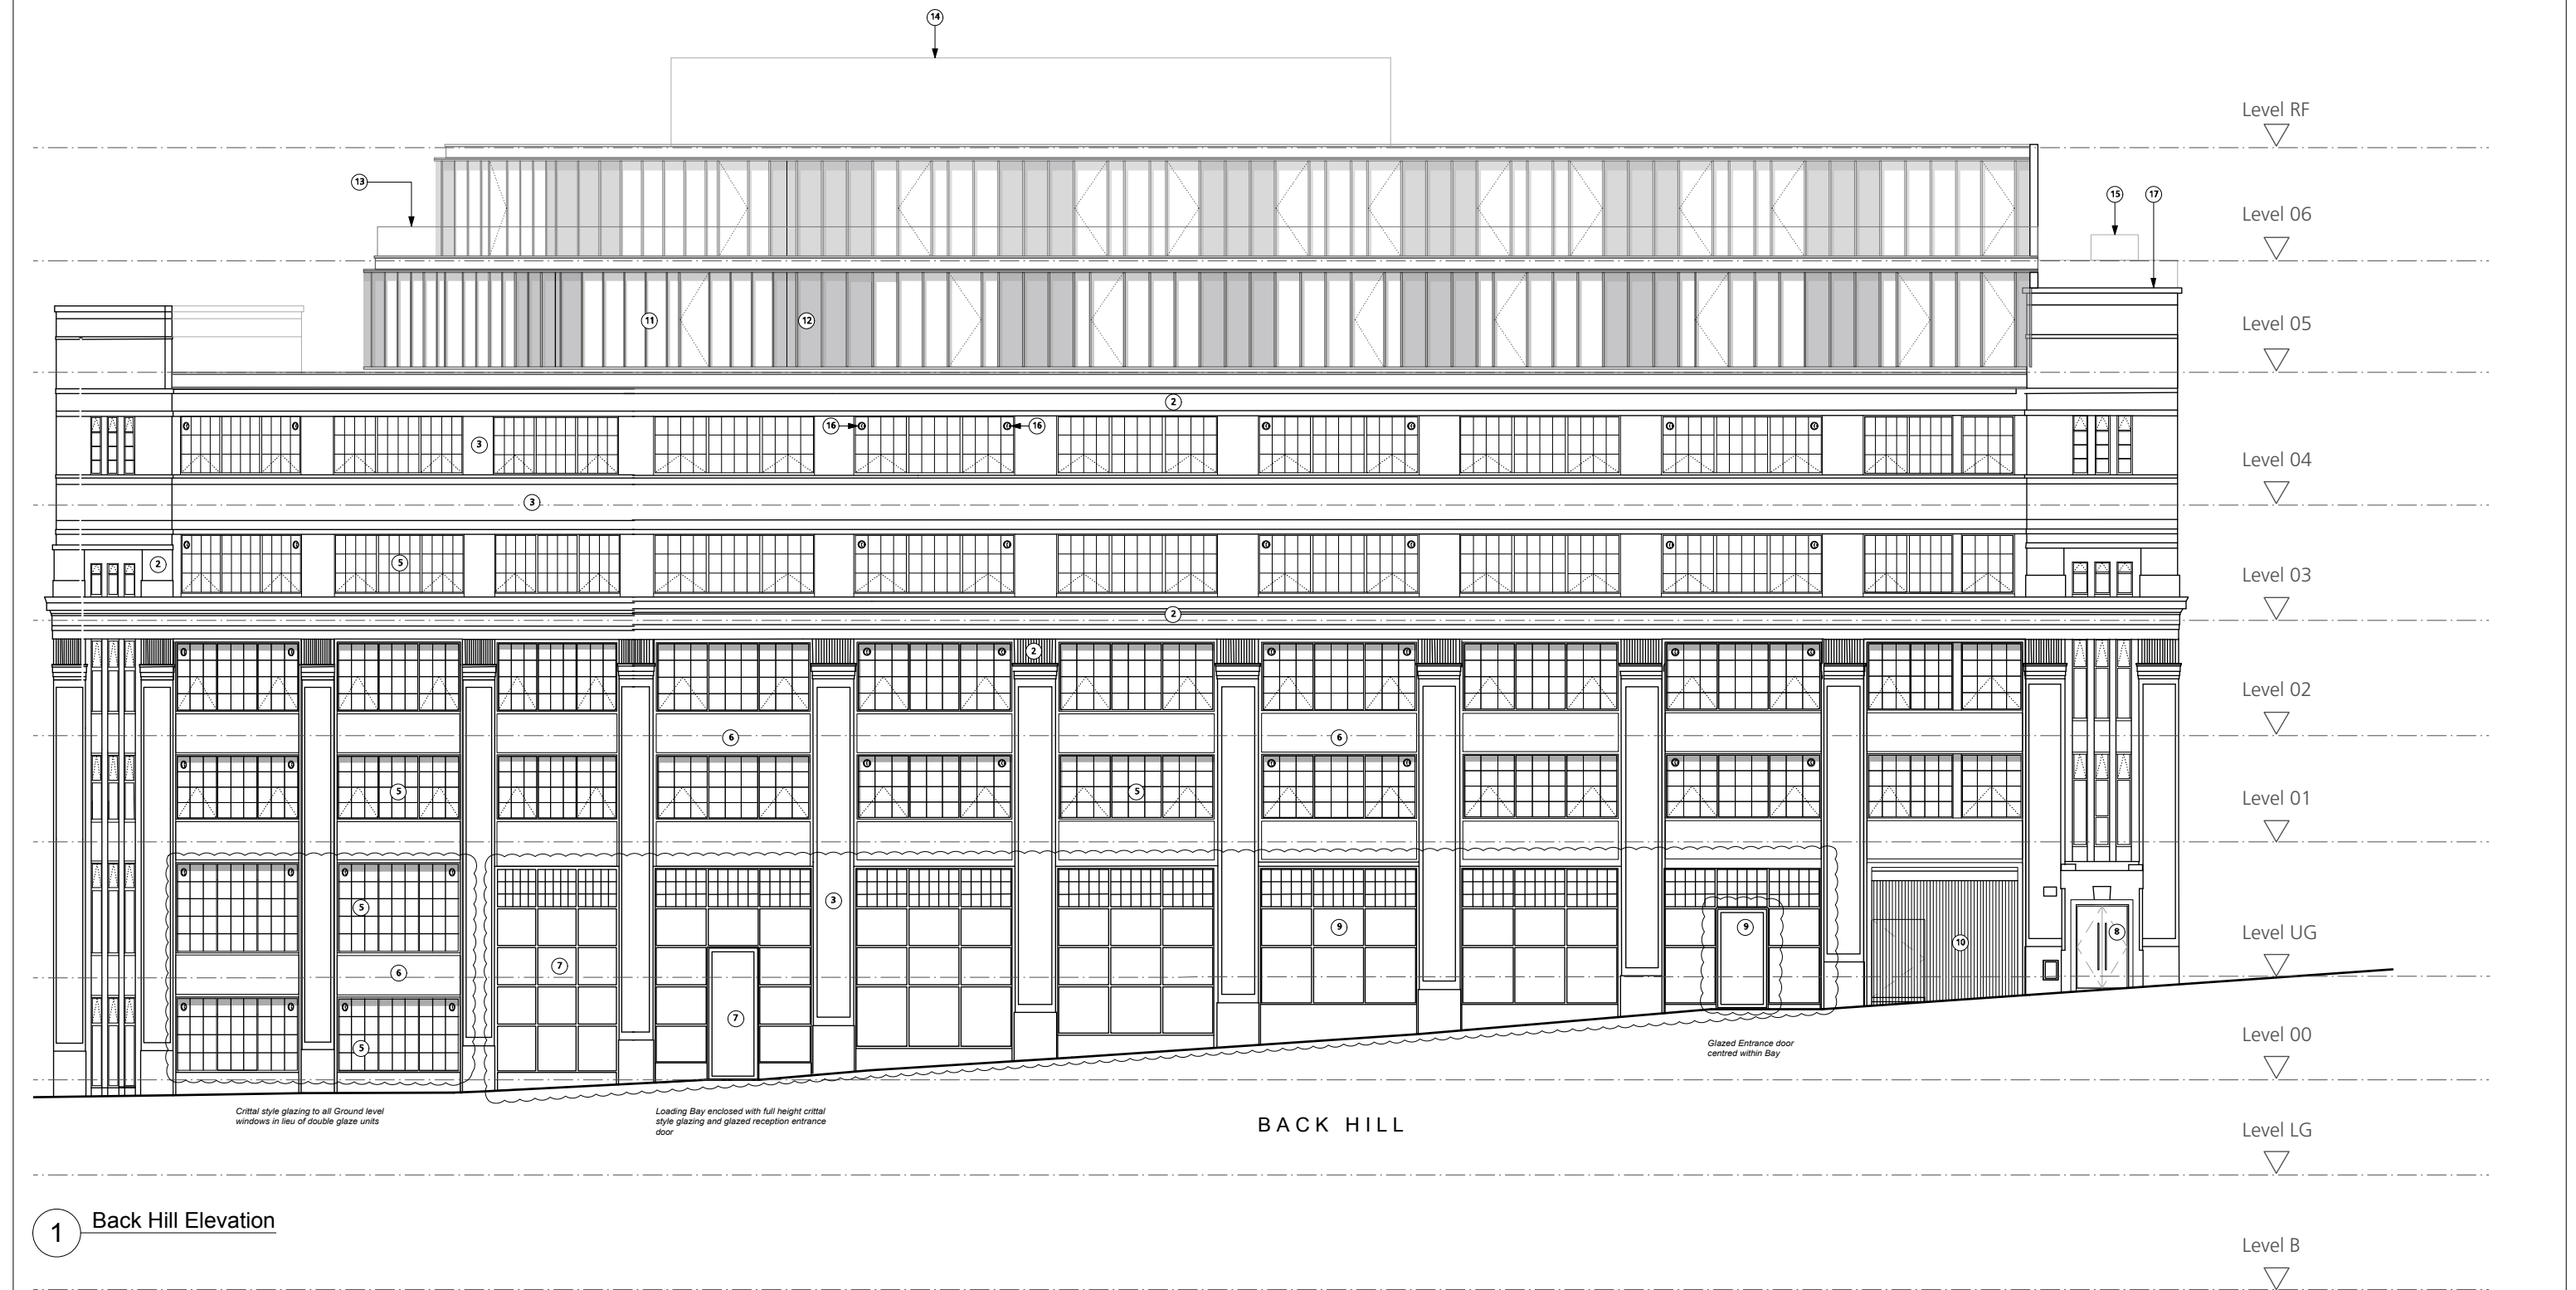 14
Level RF
13
15
17
Level 06
11
12
Level 05
2
16
16
3
Level 04
3
5
2
Level 03
2
2
Level 02
6
6
5
5
Level 01
5
3
9
9
8
Level UG
7
10
6
7
5
Level 00
Glazed Entrance door
centred within Bay
Crittal style glazing to all Ground level
windows in lieu of double glaze units
Loading Bay enclosed with full height crittal
style glazing and glazed reception entrance
door
BACK HILL
Level LG
1
Back Hill Elevation
Level B